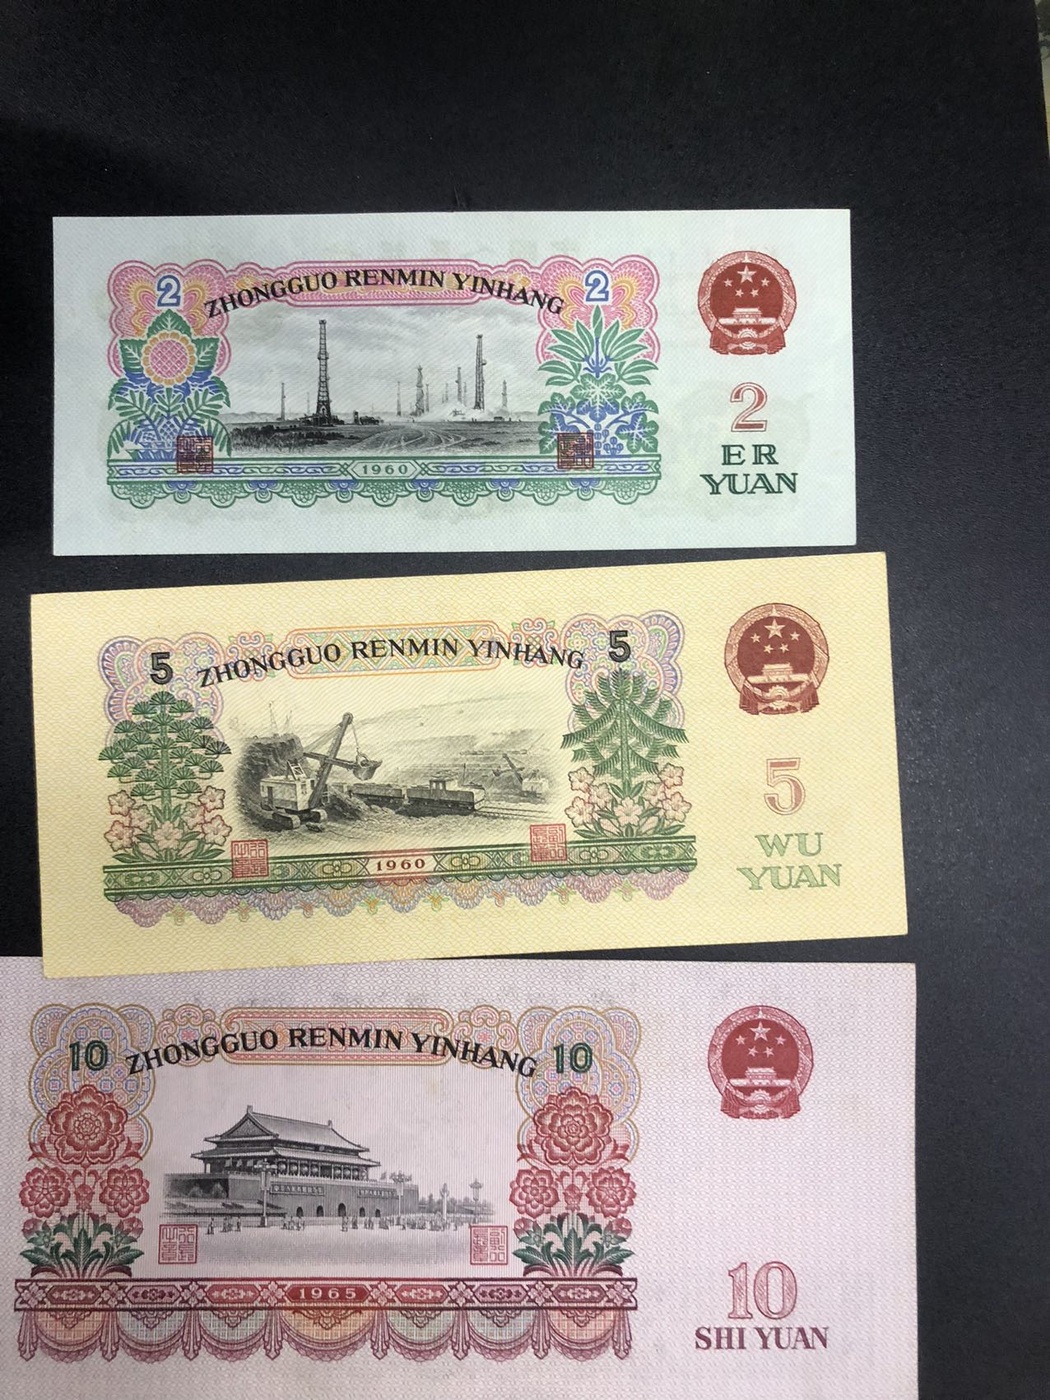 2 ZHONGGUO RENMIN YINHANG 2
1960
2
ER
YUAN
5 ZHONGGUO RENMIN YINHANG 5
1960
5
WU
YUAN
10 ZHONGGUO RENMIN YINHANG 10
1965
10
SHI YUAN